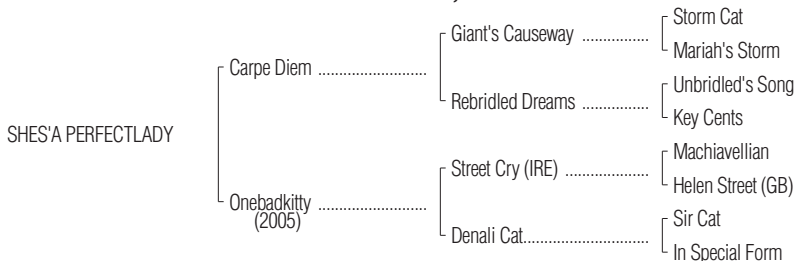 Storm Cat
Giant's Causeway ................
Mariah's Storm
Carpe Diem ..........................
Unbridled's Song
Rebridled Dreams ................
Key Cents
SHES'A PERFECTLADY
Machiavellian
Street Cry (IRE) ....................
Helen Street (GB)
Onebadkitty ..........................
(2005)
Sir Cat
Denali Cat..............................
In Special Form